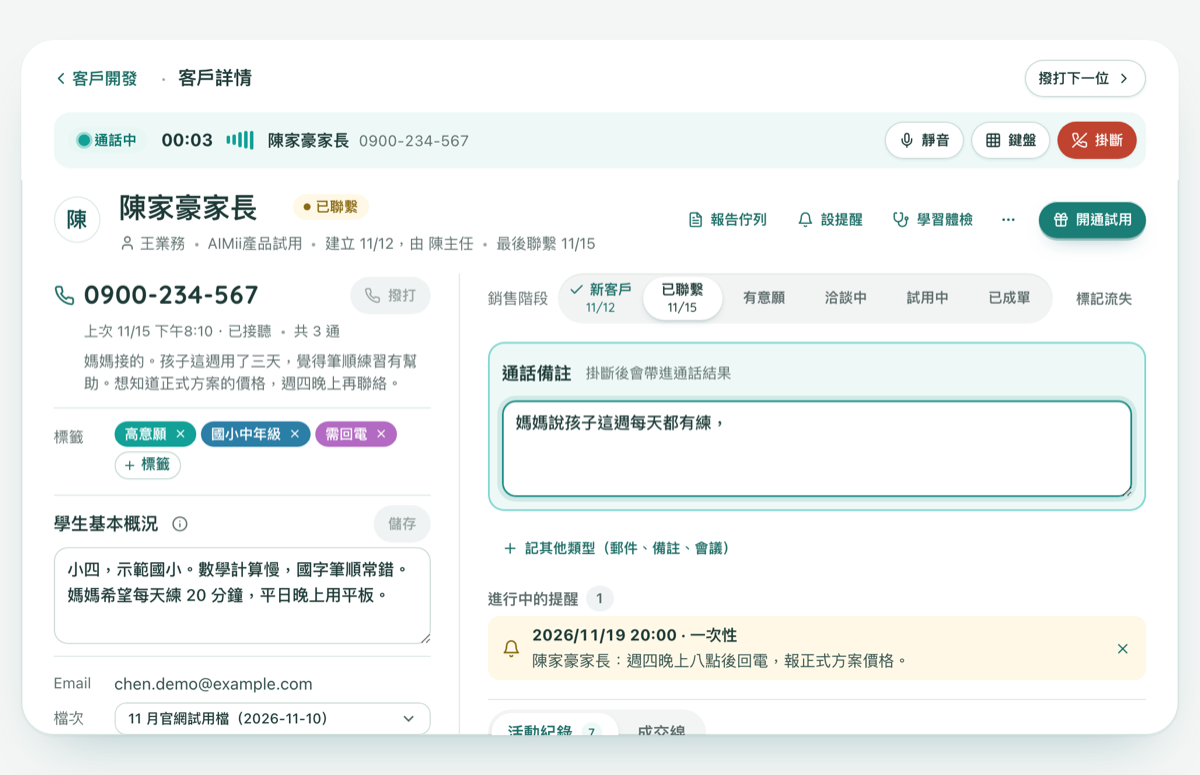 客戶開發 · 客戶詳情
撥打下一位
通話中 00:03 陳家豪家長 0900-234-567
靜音 鍵盤 掛斷
陳 陳家豪家長 已聯繫
王業務 • AIMii產品試用 • 建立 11/12,由 陳主任 • 最後聯繫 11/15
報告佇列 設提醒 學習體檢 ··· 開通試用
0900-234-567 撥打
上次 11/15 下午8:10 · 已接聽 • 共 3 通
媽媽接的。孩子這週用了三天,覺得筆順練習有幫
助。想知道正式方案的價格,週四晚上再聯絡。
標籤 高意願 × 國小中年級 × 需回電 ×
+ 標籤
學生基本概況 儲存
小四,示範國小。數學計算慢,國字筆順常錯。
媽媽希望每天練 20 分鐘,平日晚上用平板。
Email chen.demo@example.com
檔次 11 月官網試用檔(2026-11-10)
銷售階段 新客戶 11/12 已聯繫 11/15 有意願 洽談中 試用中 已成單 標記流失
通話備註 掛斷後會帶進通話結果
媽媽說孩子這週每天都有練,
+ 記其他類型(郵件、備註、會議)
進行中的提醒 1
2026/11/19 20:00 · 一次性
陳家豪家長:週四晚上八點後回電,報正式方案價格。
活動紀錄 7 成交線